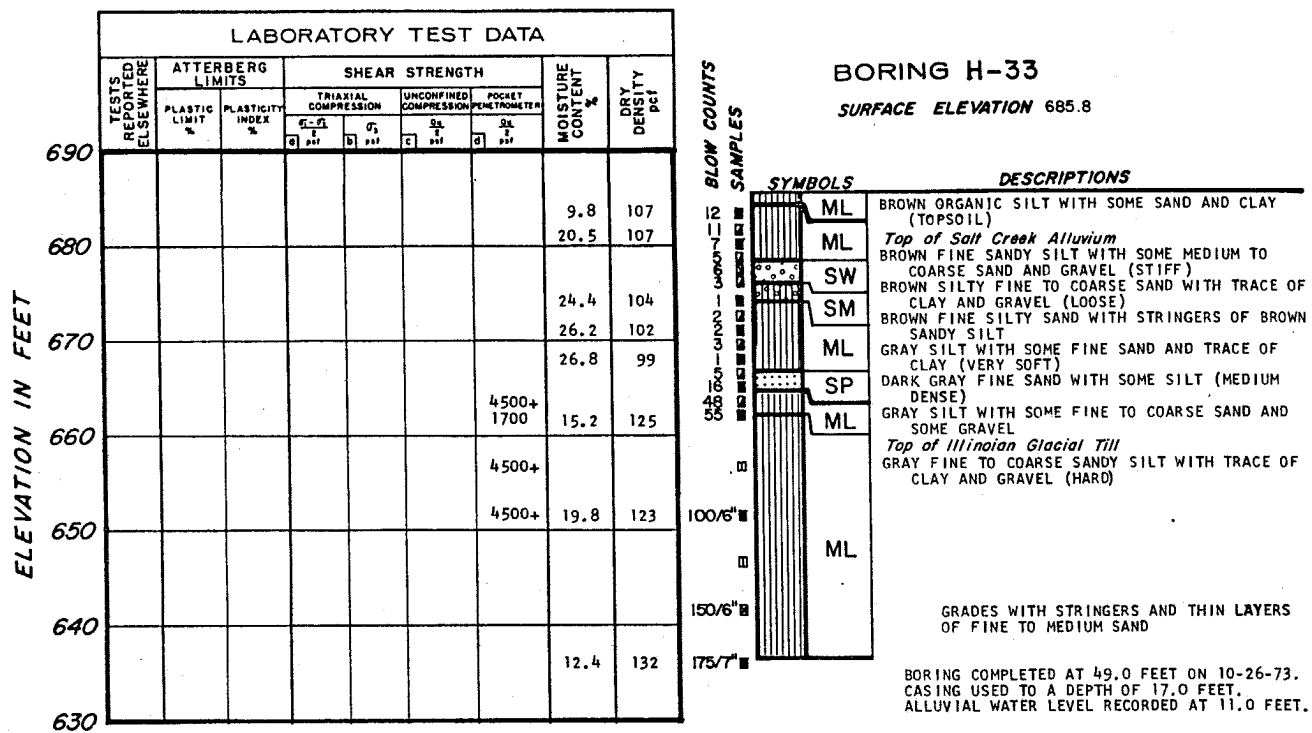 LABORATORY TEST DATA
TESTS REPORTED ELSEWHERE
ATTERBERG LIMITS
SHEAR STRENGTH
MOISTURE CONTENT %
DRY DENSITY pcf
PLASTIC LIMIT %
PLASTICITY INDEX %
TRIAXIAL COMPRESSION
UNCONFINED COMPRESSION
POCKET PENETROMETER
a psf
b psf
c psf
d psf
BLOW COUNTS
SAMPLES
BORING H-33
SURFACE ELEVATION 685.8
SYMBOLS
DESCRIPTIONS
ELEVATION IN FEET
690
680
670
660
650
640
630
9.8 107
20.5 107
24.4 104
26.2 102
26.8 99
4500+
1700 15.2 125
4500+
4500+ 19.8 123
12.4 132
12
11
7
5
6
3
1
2
2
3
1
5
16
48
55
100/6"
150/6"
175/7"
ML
ML
SW
SM
ML
SP
ML
ML
BROWN ORGANIC SILT WITH SOME SAND AND CLAY
(TOPSOIL)
Top of Salt Creek Alluvium
BROWN FINE SANDY SILT WITH SOME MEDIUM TO
COARSE SAND AND GRAVEL (STIFF)
BROWN SILTY FINE TO COARSE SAND WITH TRACE OF
CLAY AND GRAVEL (LOOSE)
BROWN FINE SILTY SAND WITH STRINGERS OF BROWN
SANDY SILT
GRAY SILT WITH SOME FINE SAND AND TRACE OF
CLAY (VERY SOFT)
DARK GRAY FINE SAND WITH SOME SILT (MEDIUM
DENSE)
GRAY SILT WITH SOME FINE TO COARSE SAND AND
SOME GRAVEL
Top of Illinoian Glacial Till
GRAY FINE TO COARSE SANDY SILT WITH TRACE OF
CLAY AND GRAVEL (HARD)
GRADES WITH STRINGERS AND THIN LAYERS
OF FINE TO MEDIUM SAND
BORING COMPLETED AT 49.0 FEET ON 10-26-73.
CASING USED TO A DEPTH OF 17.0 FEET.
ALLUVIAL WATER LEVEL RECORDED AT 11.0 FEET.